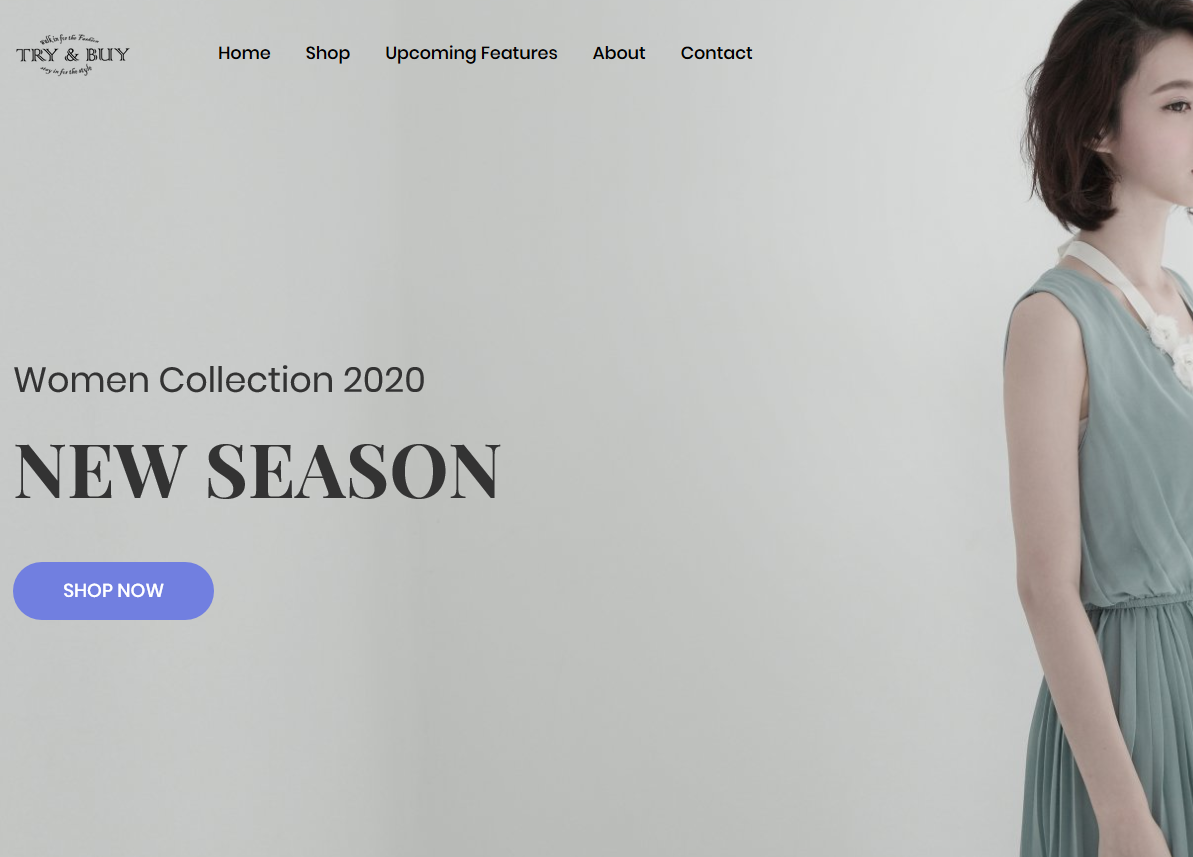 walk in for the Fashion
TRY & BUY
stay in for the style
Home Shop Upcoming Features About Contact
Women Collection 2020
NEW SEASON
SHOP NOW